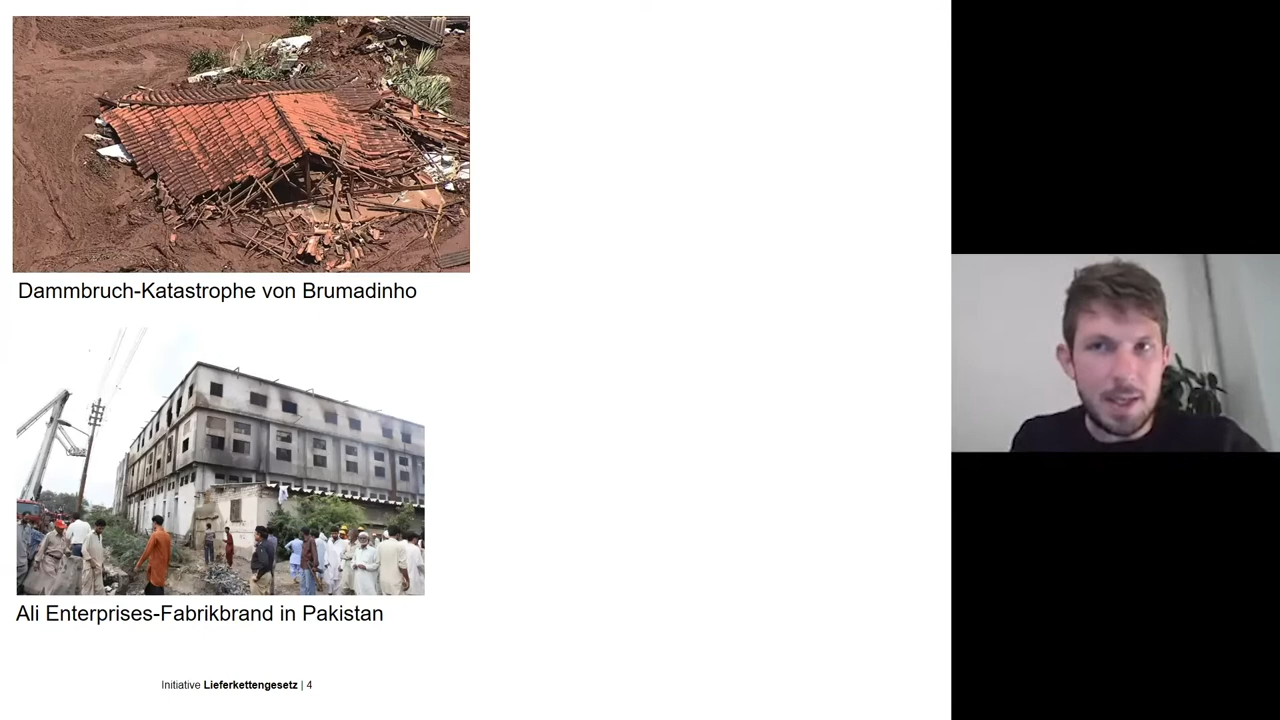 Dammbruch-Katastrophe von Brumadinho
Ali Enterprises-Fabrikbrand in Pakistan
Initiative Lieferkettengesetz | 4